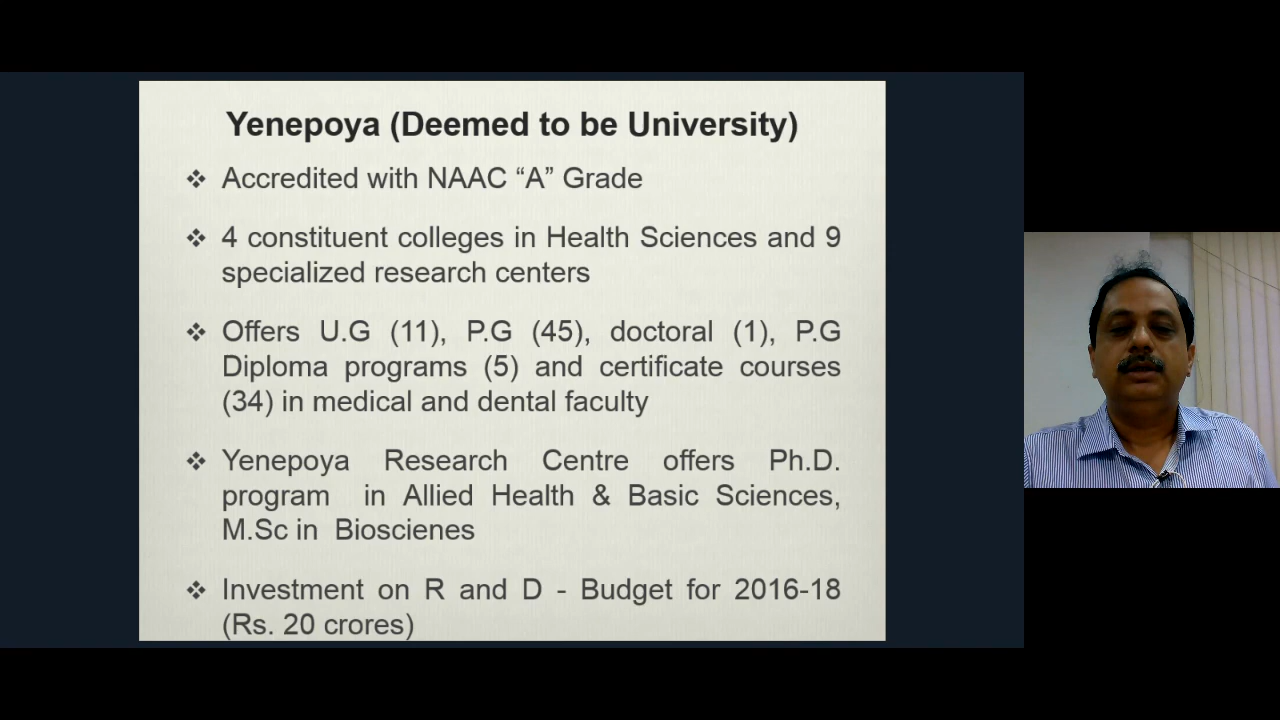 Yenepoya (Deemed to be University)
❖ Accredited with NAAC “A” Grade
❖ 4 constituent colleges in Health Sciences and 9
specialized research centers
❖ Offers U.G (11), P.G (45), doctoral (1), P.G
Diploma programs (5) and certificate courses
(34) in medical and dental faculty
❖ Yenepoya Research Centre offers Ph.D.
program in Allied Health & Basic Sciences,
M.Sc in Bioscienes
❖ Investment on R and D - Budget for 2016-18
(Rs. 20 crores)